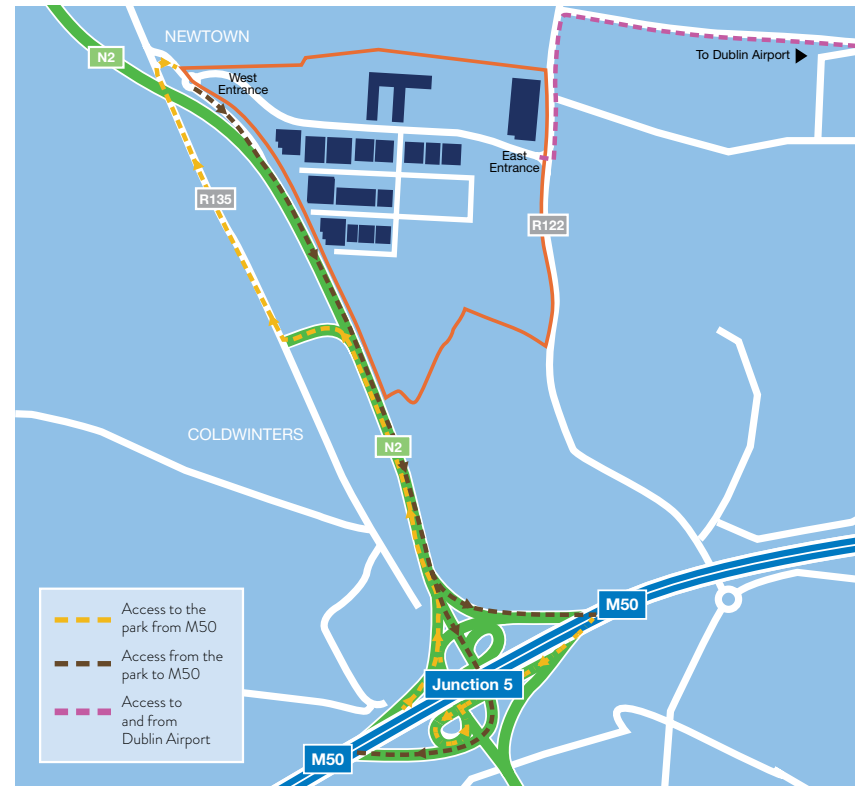 NEWTOWN
N2
To Dublin Airport
West
Entrance
East
Entrance
R135
R122
COLDWINTERS
N2
M50
Junction 5
M50
Access to the
park from M50
Access from the
park to M50
Access to
and from
Dublin Airport